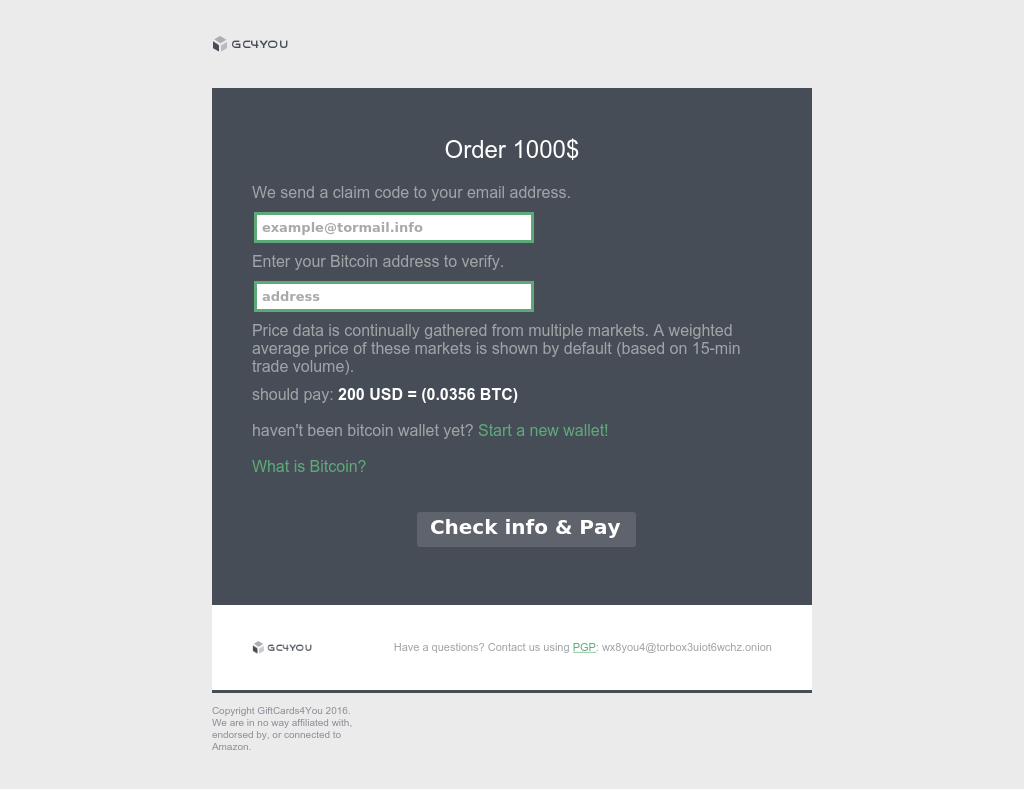 GC4YOU
Order 1000$
We send a claim code to your email address.
example@tormail.info
Enter your Bitcoin address to verify.
address
Price data is continually gathered from multiple markets. A weighted
average price of these markets is shown by default (based on 15-min
trade volume).
should pay: 200 USD = (0.0356 BTC)
haven't been bitcoin wallet yet? Start a new wallet!
What is Bitcoin?
Check info & Pay
GC4YOU
Have a questions? Contact us using PGP: wx8you4@torbox3uiot6wchz.onion
Copyright GiftCards4You 2016.
We are in no way affiliated with,
endorsed by, or connected to
Amazon.